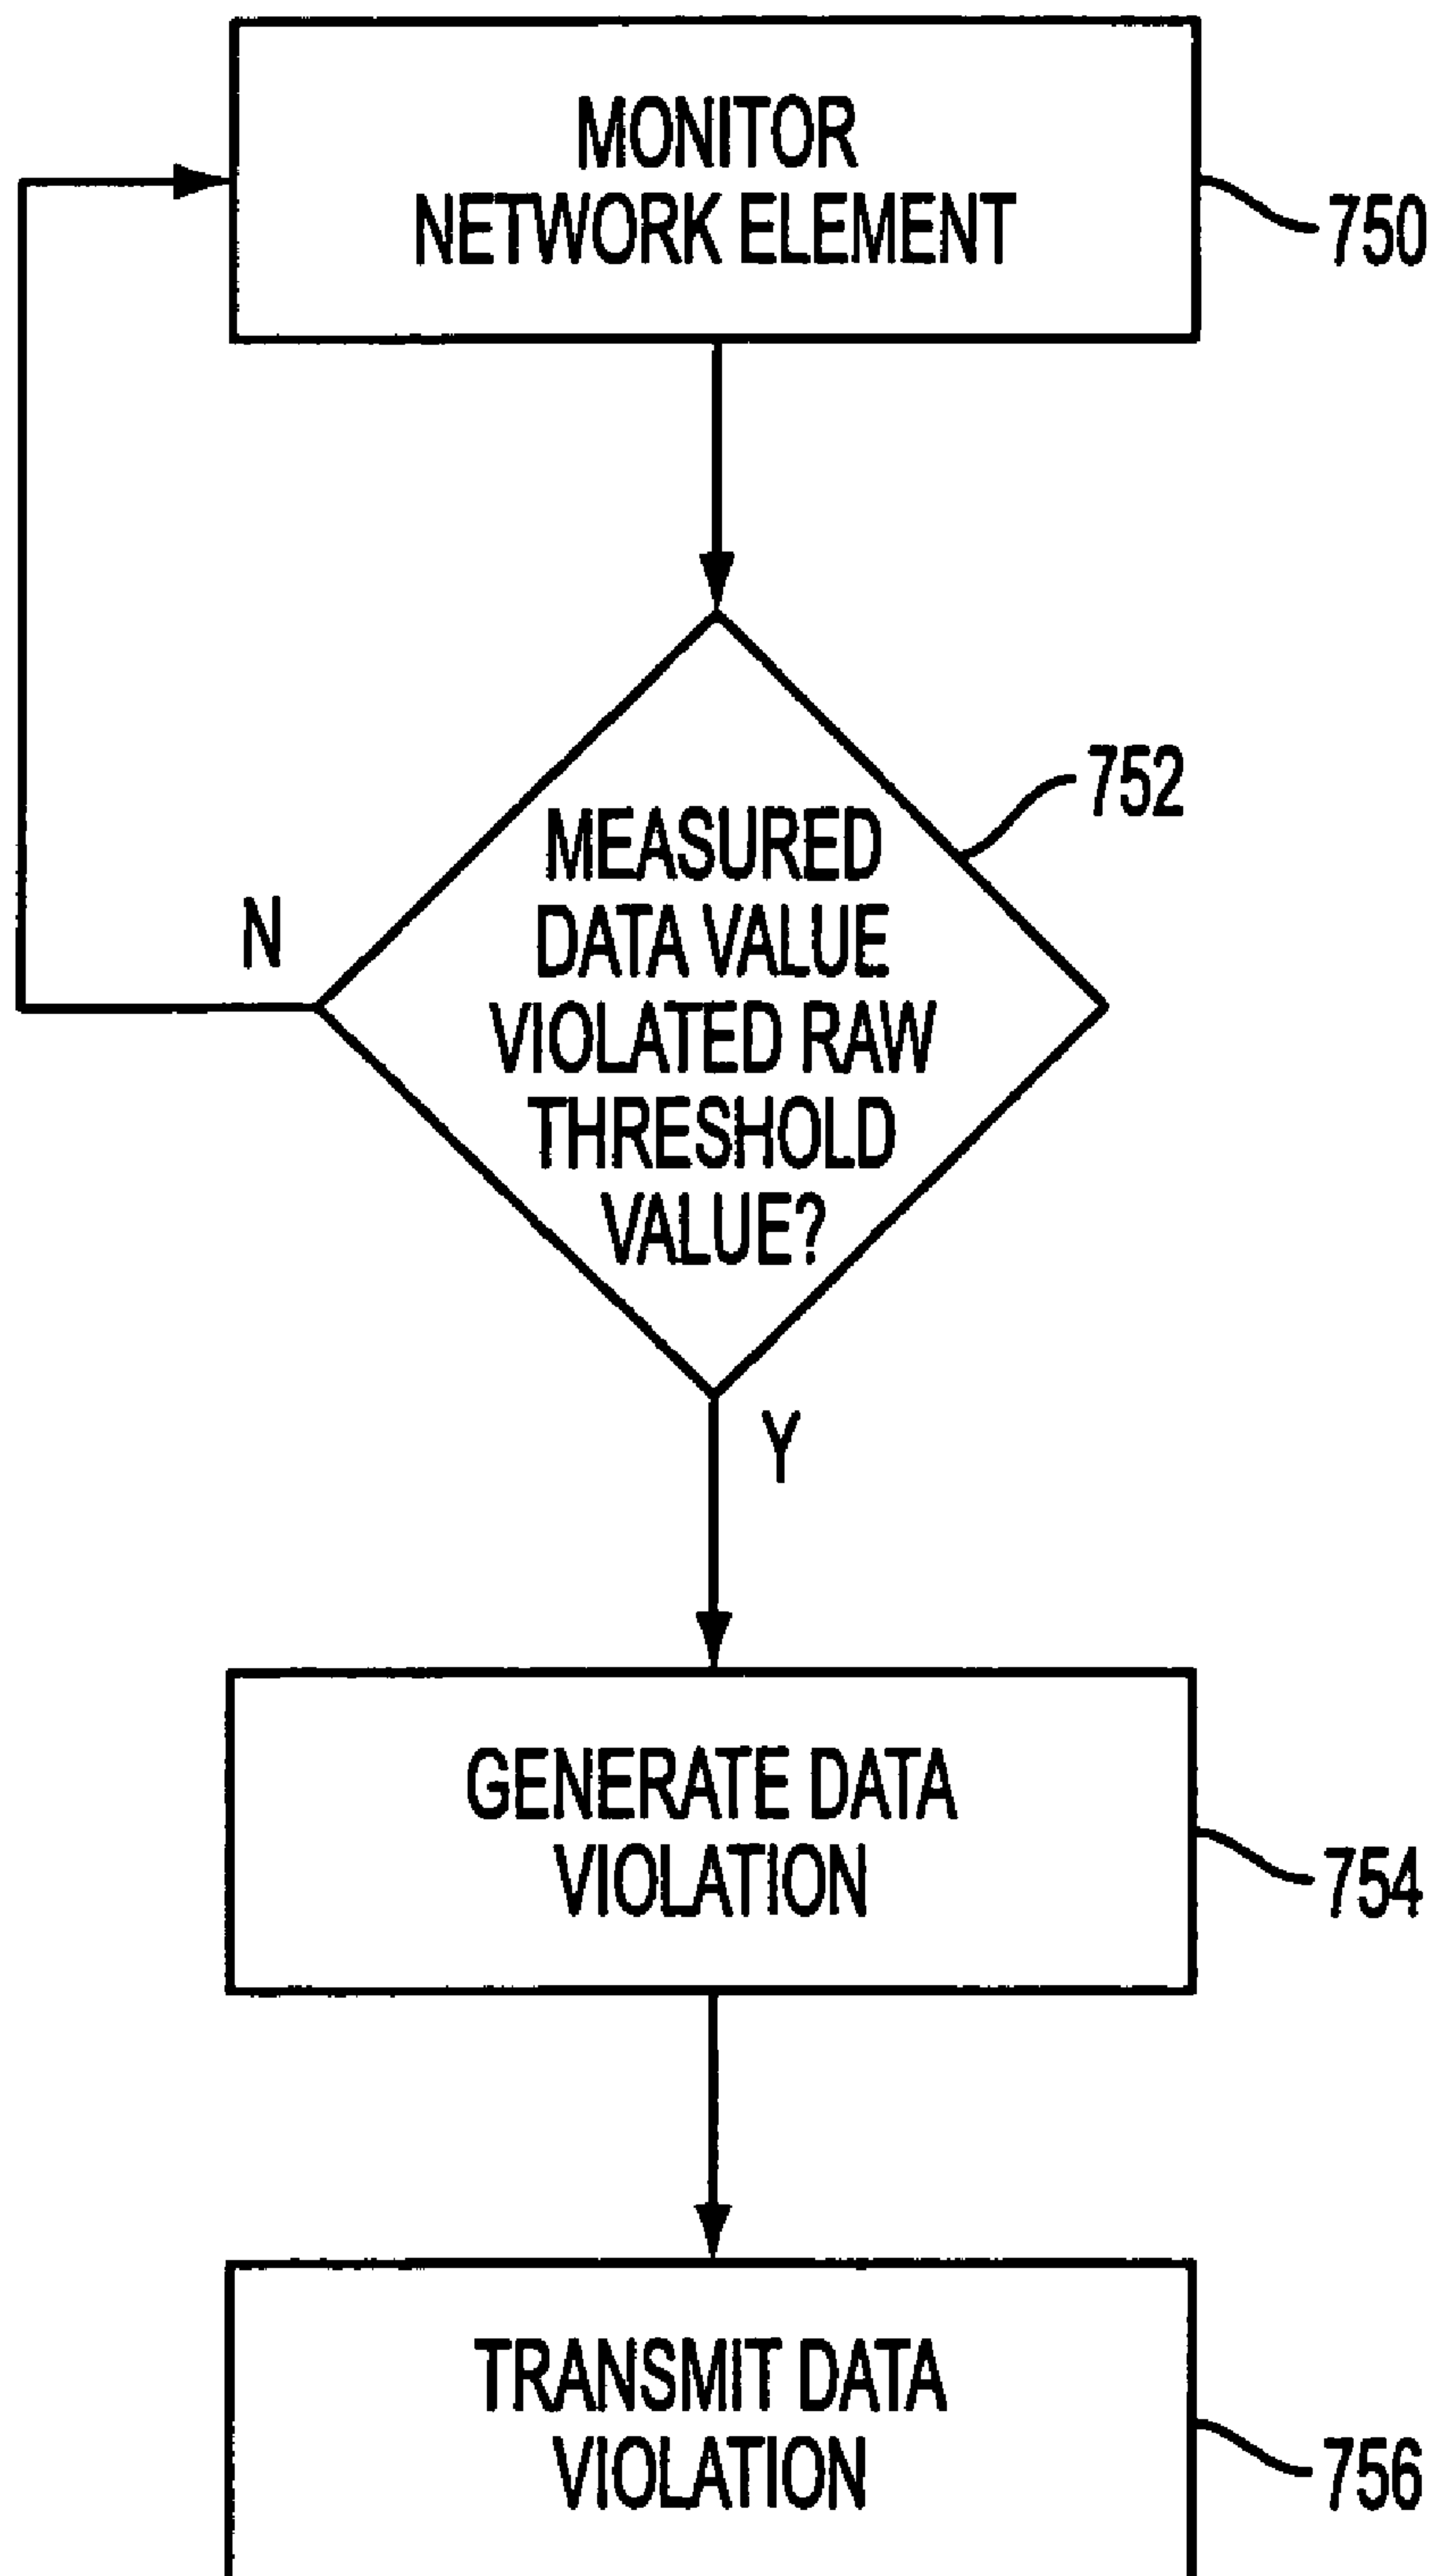 MONITOR
NETWORK ELEMENT
750
752
MEASURED
DATA VALUE
VIOLATED RAW
THRESHOLD
VALUE?
N
Y
GENERATE DATA
VIOLATION
754
TRANSMIT DATA
VIOLATION
756